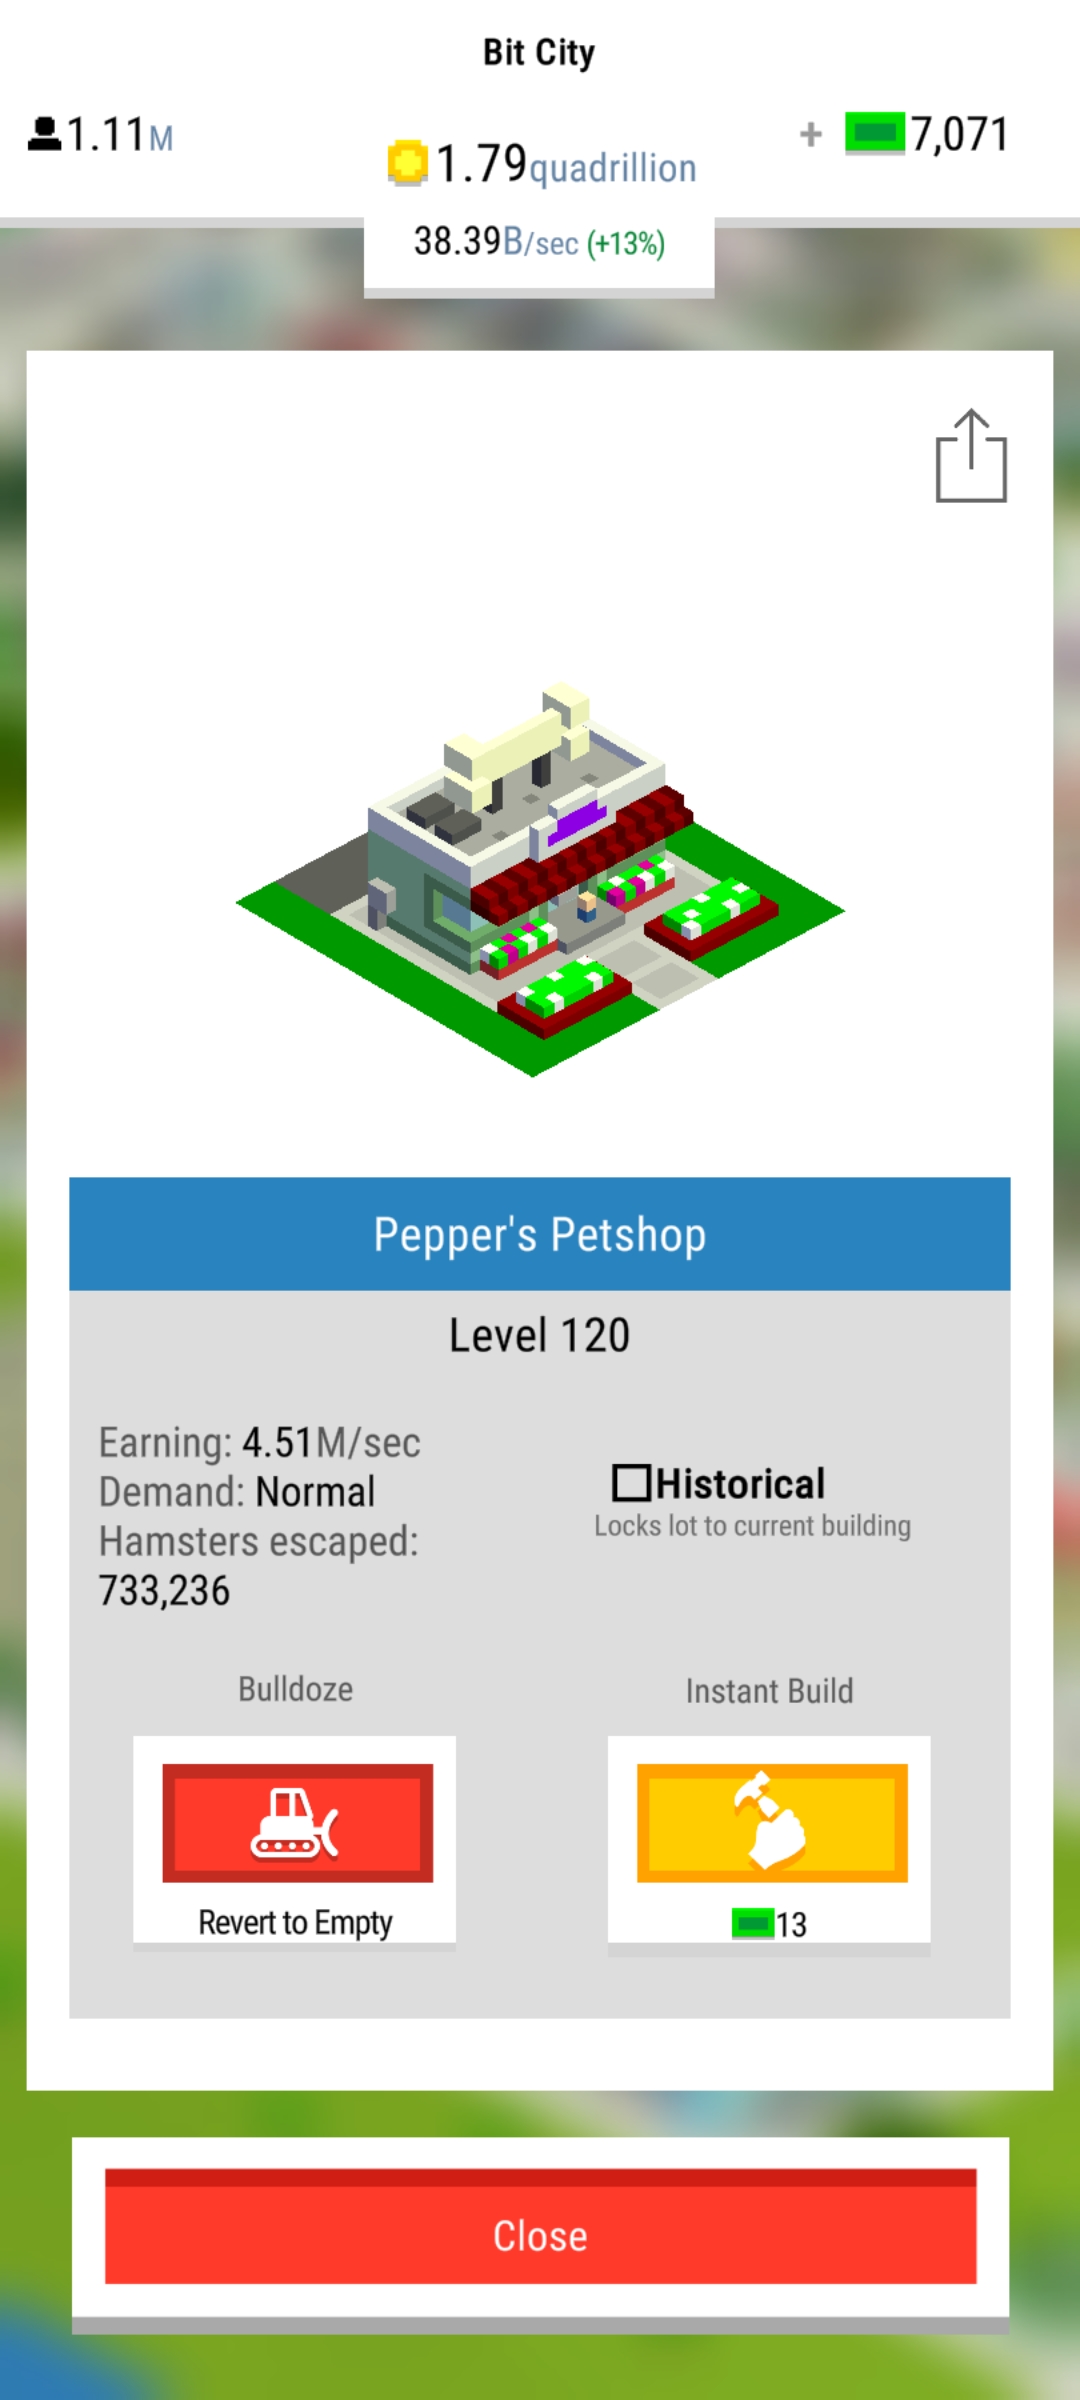 Bit City
1.11M
1.79quadrillion
+ 7,071
38.39B/sec (+13%)
Pepper's Petshop
Level 120
Earning: 4.51M/sec
Demand: Normal
Hamsters escaped:
733,236
Historical
Locks lot to current building
Bulldoze
Instant Build
Revert to Empty
13
Close